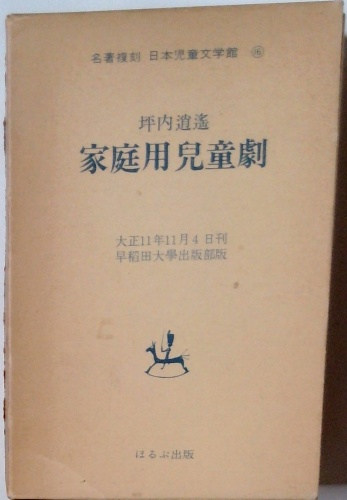 名著複刻 日本児童文学館 ⑯
坪内逍遙
家庭用兒童劇
大正11年11月4日刊
早稻田大學出版部版
ほるぷ出版